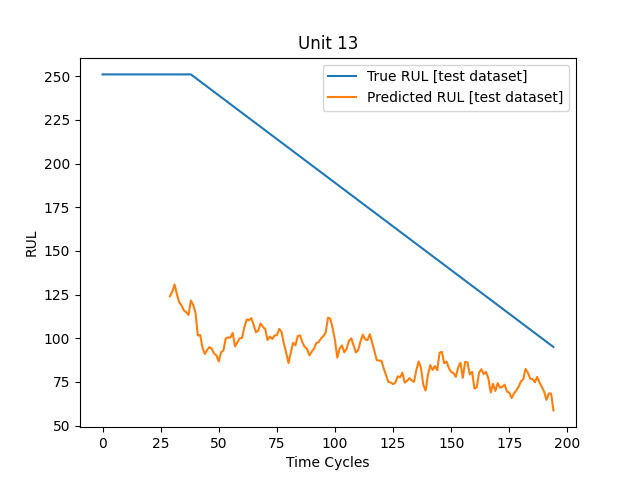 Unit 13
True RUL [test dataset]
Predicted RUL [test dataset]
250
225
200
175
150
125
100
75
50
RUL
0 25 50 75 100 125 150 175 200
Time Cycles